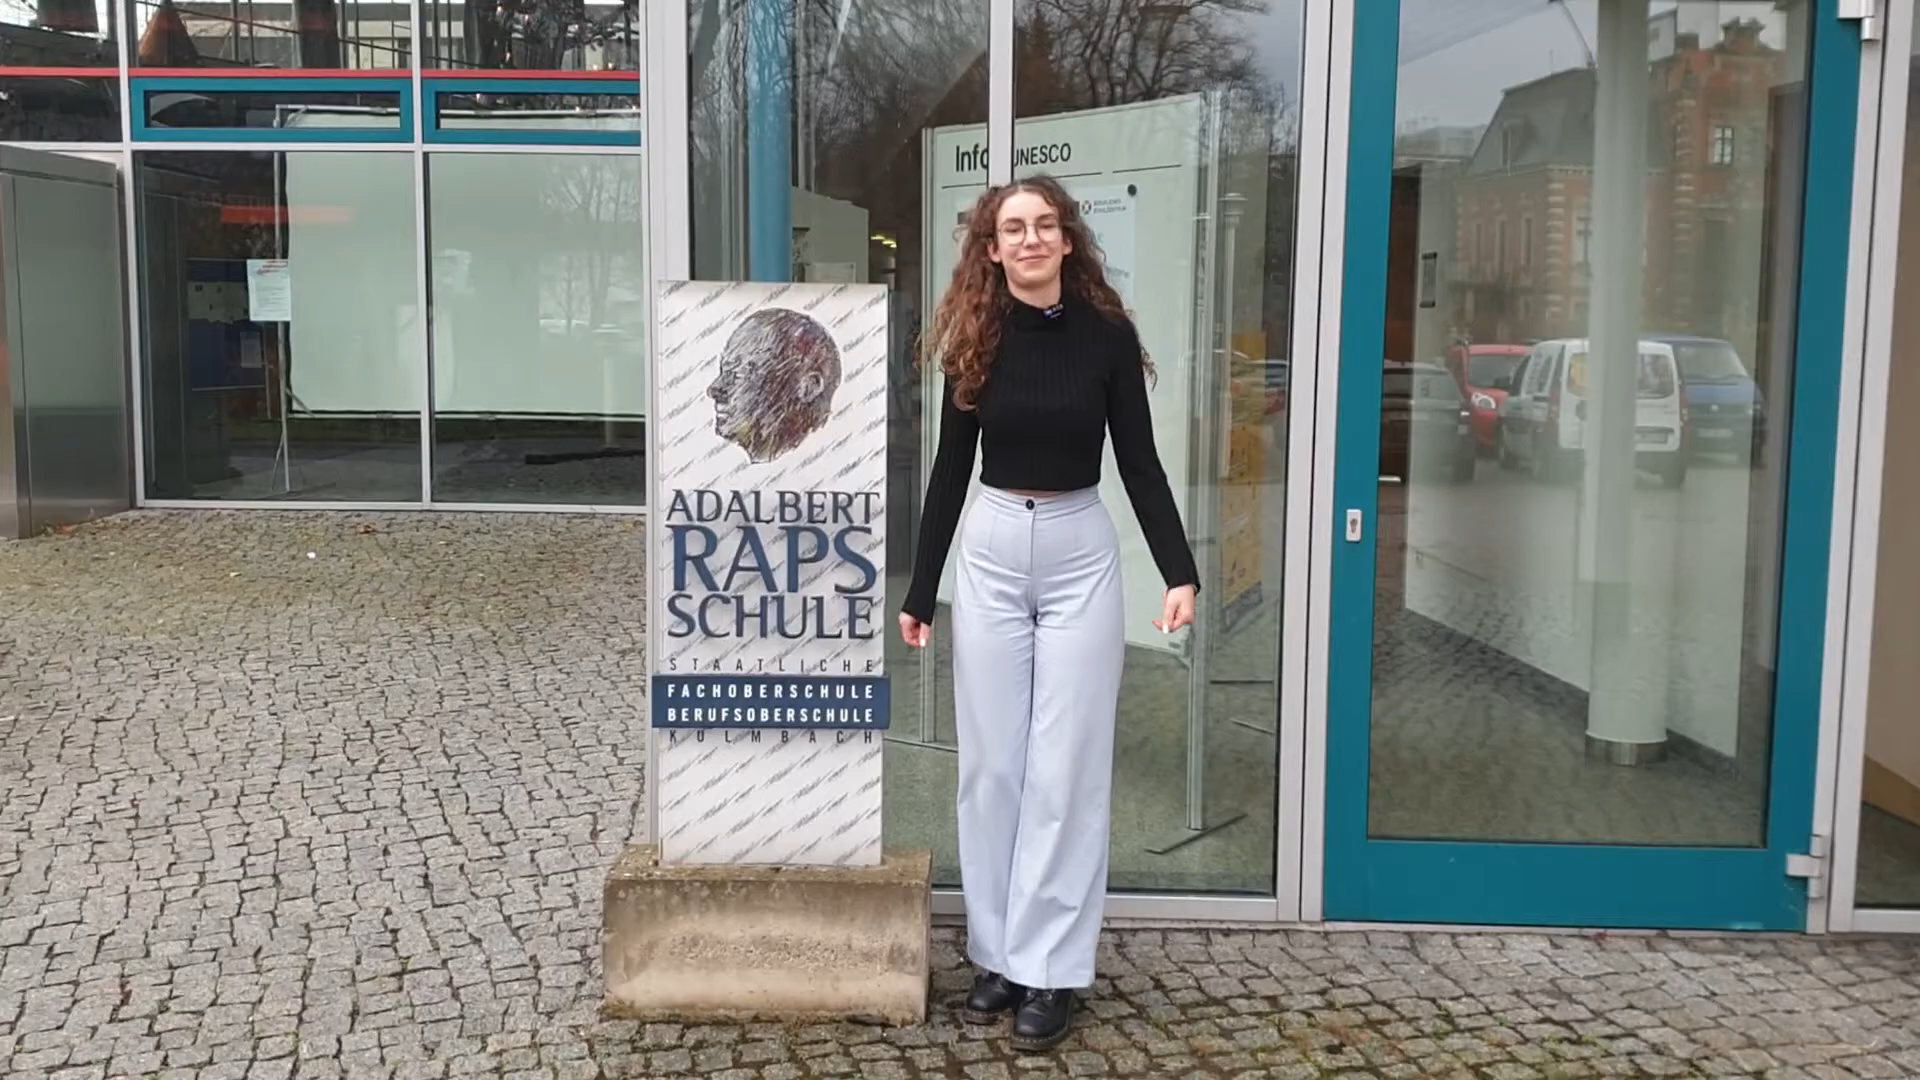 Info UNESCO
ADALBERT
RAPS
SCHULE
STAATLICHE
FACHOBERSCHULE
BERUFSOBERSCHULE
KULMBACH